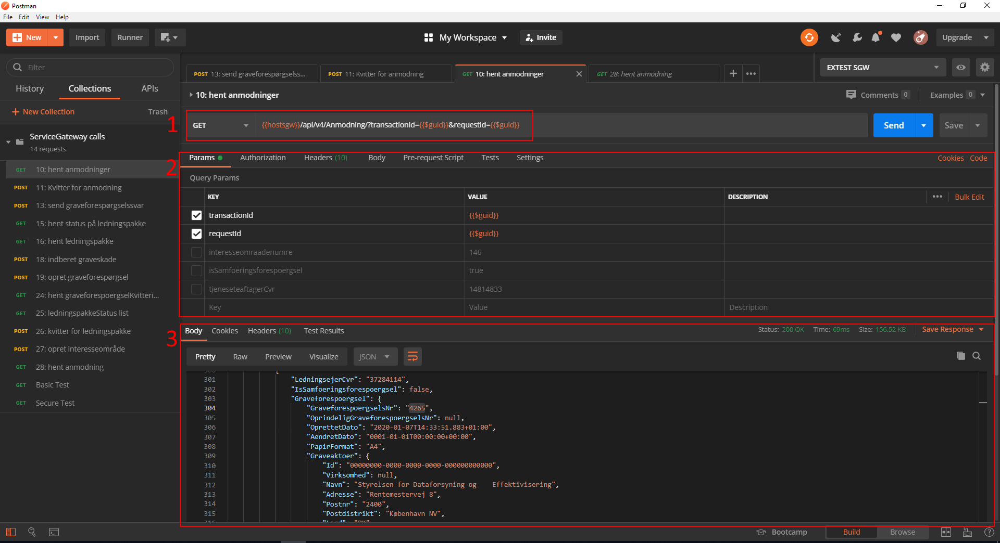 Postman
File Edit View Help
New Import Runner My Workspace Invite Upgrade
Filter
History Collections APIs
New Collection Trash
ServiceGateway calls
14 requests
GET 10: hent anmodninger
POST 11: Kvitter for anmodning
POST 13: send graveforespørgselssvar
GET 15: hent status på ledningspakke
GET 16: hent ledningspakke
POST 18: indberet graveskade
POST 19: opret graveforespørgsel
GET 24: hent graveforespoergselKvitteri...
GET 25: ledningspakkeStatus list
POST 26: kvitter for ledningspakke
POST 27: opret interesseområde
GET 28: hent anmodning
GET Basic Test
GET Secure Test
POST 13: send graveforespørgselss... POST 11: Kvitter for anmodning GET 10: hent anmodninger GET 28: hent anmodning EXTEST SGW
10: hent anmodninger Comments 0 Examples 0
1
GET {{hostsgw}}/api/v4/Anmodning/?transactionId={{$guid}}&requestId={{$guid}} Send Save
2
Params Authorization Headers (10) Body Pre-request Script Tests Settings Cookies Code
Query Params
KEY VALUE DESCRIPTION Bulk Edit
transactionId {{$guid}}
requestId {{$guid}}
interesseomraadenumre 146
isSamfoeringsforespoergsel true
tjeneseteaftagerCvr 14814833
Key Value Description
3
Body Cookies Headers (10) Test Results Status: 200 OK Time: 69ms Size: 156.52 KB Save Response
Pretty Raw Preview Visualize JSON
301 "LedningsejerCvr": "37284114",
302 "IsSamfoeringsforespoergsel": false,
303 "Graveforespoergsel": {
304 "GraveforespoergselsNr": "4265",
305 "OprindeligGraveforespoergselsNr": null,
306 "OprettetDato": "2020-01-07T14:33:51.883+01:00",
307 "AendretDato": "0001-01-01T00:00:00+00:00",
308 "PapirFormat": "A4",
309 "Graveaktoer": {
310 "Id": "00000000-0000-0000-0000-000000000000",
311 "Virksomhed": null,
312 "Navn": "Styrelsen for Dataforsyning og    Effektivisering",
313 "Adresse": "Rentemestervej 8",
314 "Postnr": "2400",
315 "Postdistrikt": "København NV",
Bootcamp Build Browse